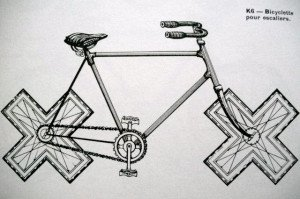 K6 — Bicyclette
pour escaliers.